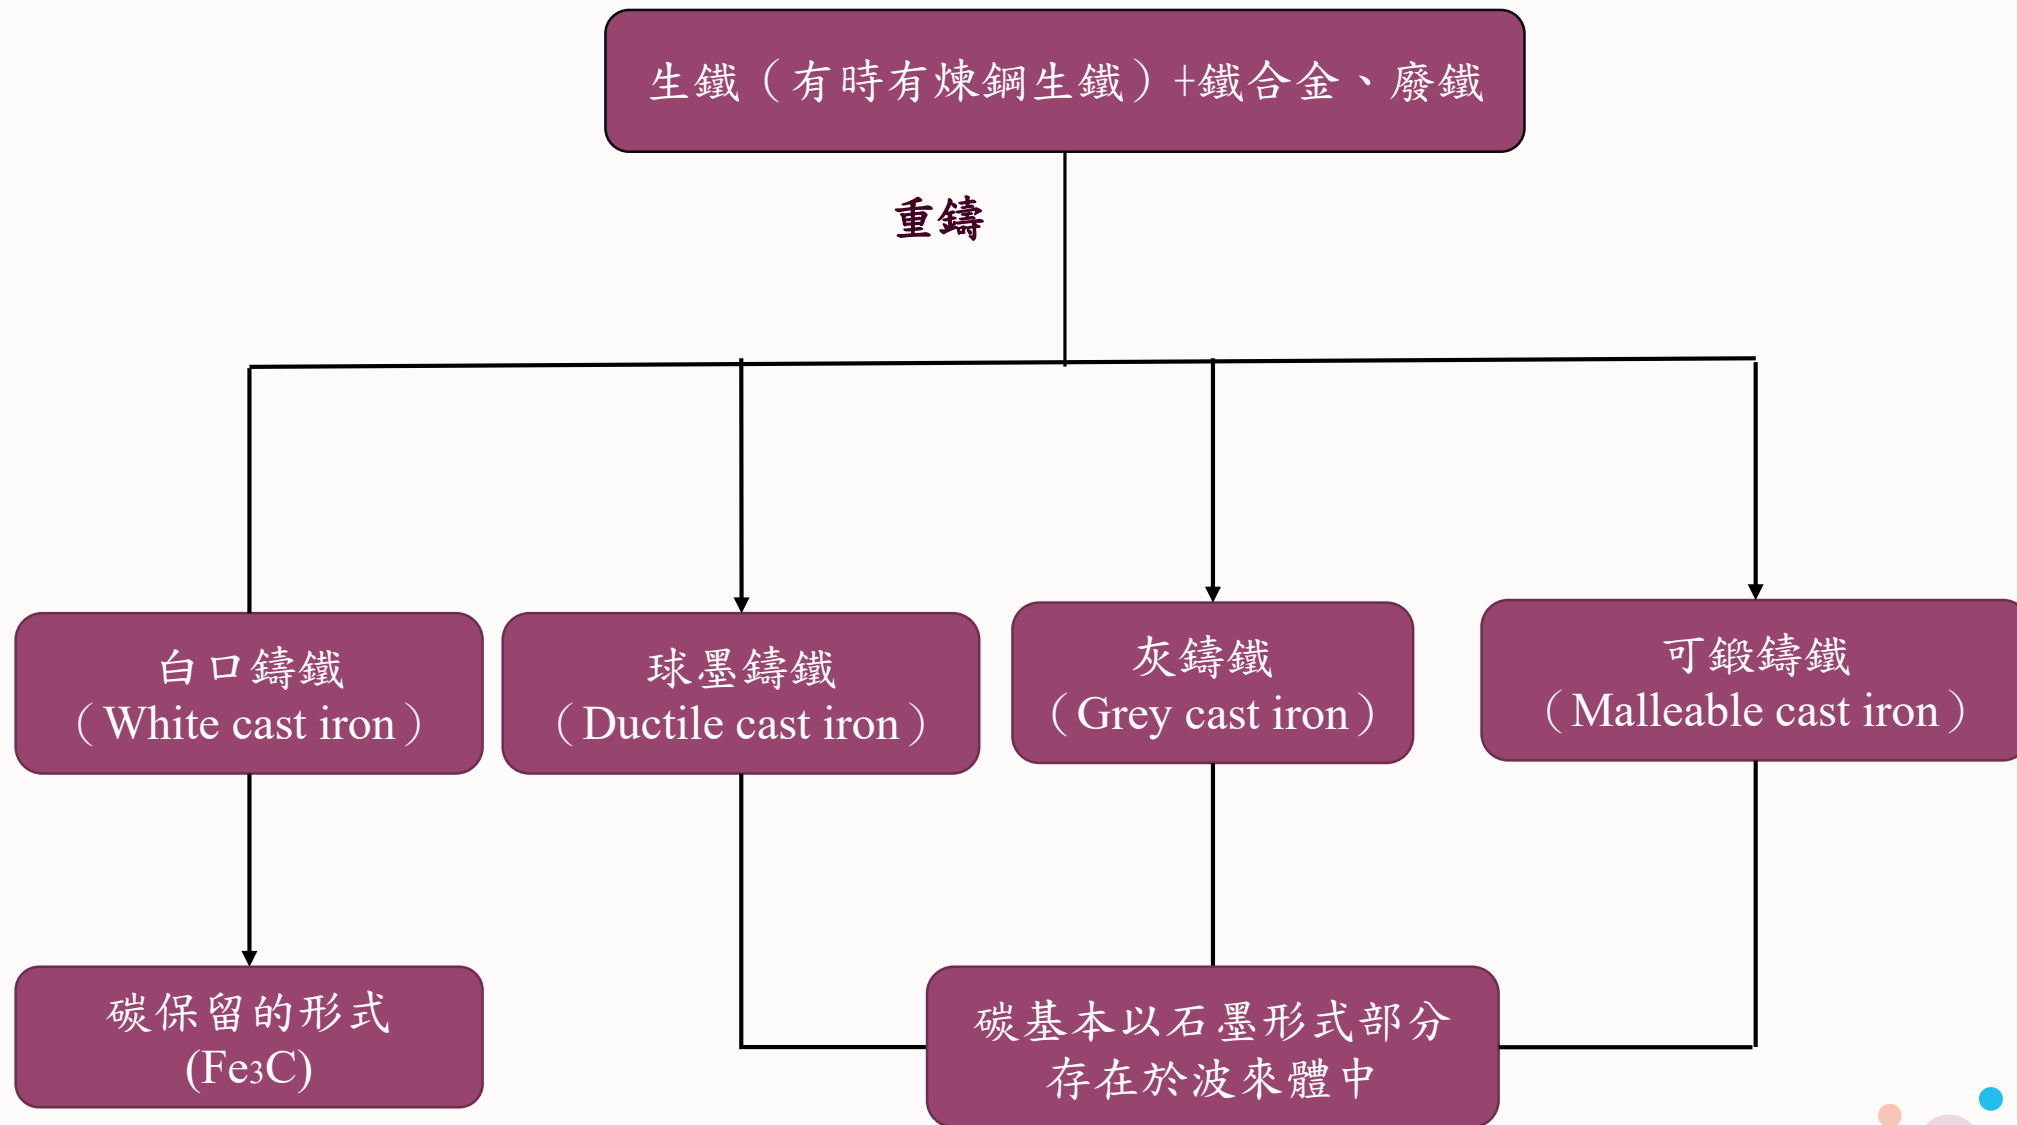 生鐵（有時有煉鋼生鐵）+鐵合金、廢鐵
重鑄
白口鑄鐵
（White cast iron）
球墨鑄鐵
（Ductile cast iron）
灰鑄鐵
（Grey cast iron）
可鍛鑄鐵
（Malleable cast iron）
碳保留的形式
(Fe₃C)
碳基本以石墨形式部分
存在於波來體中